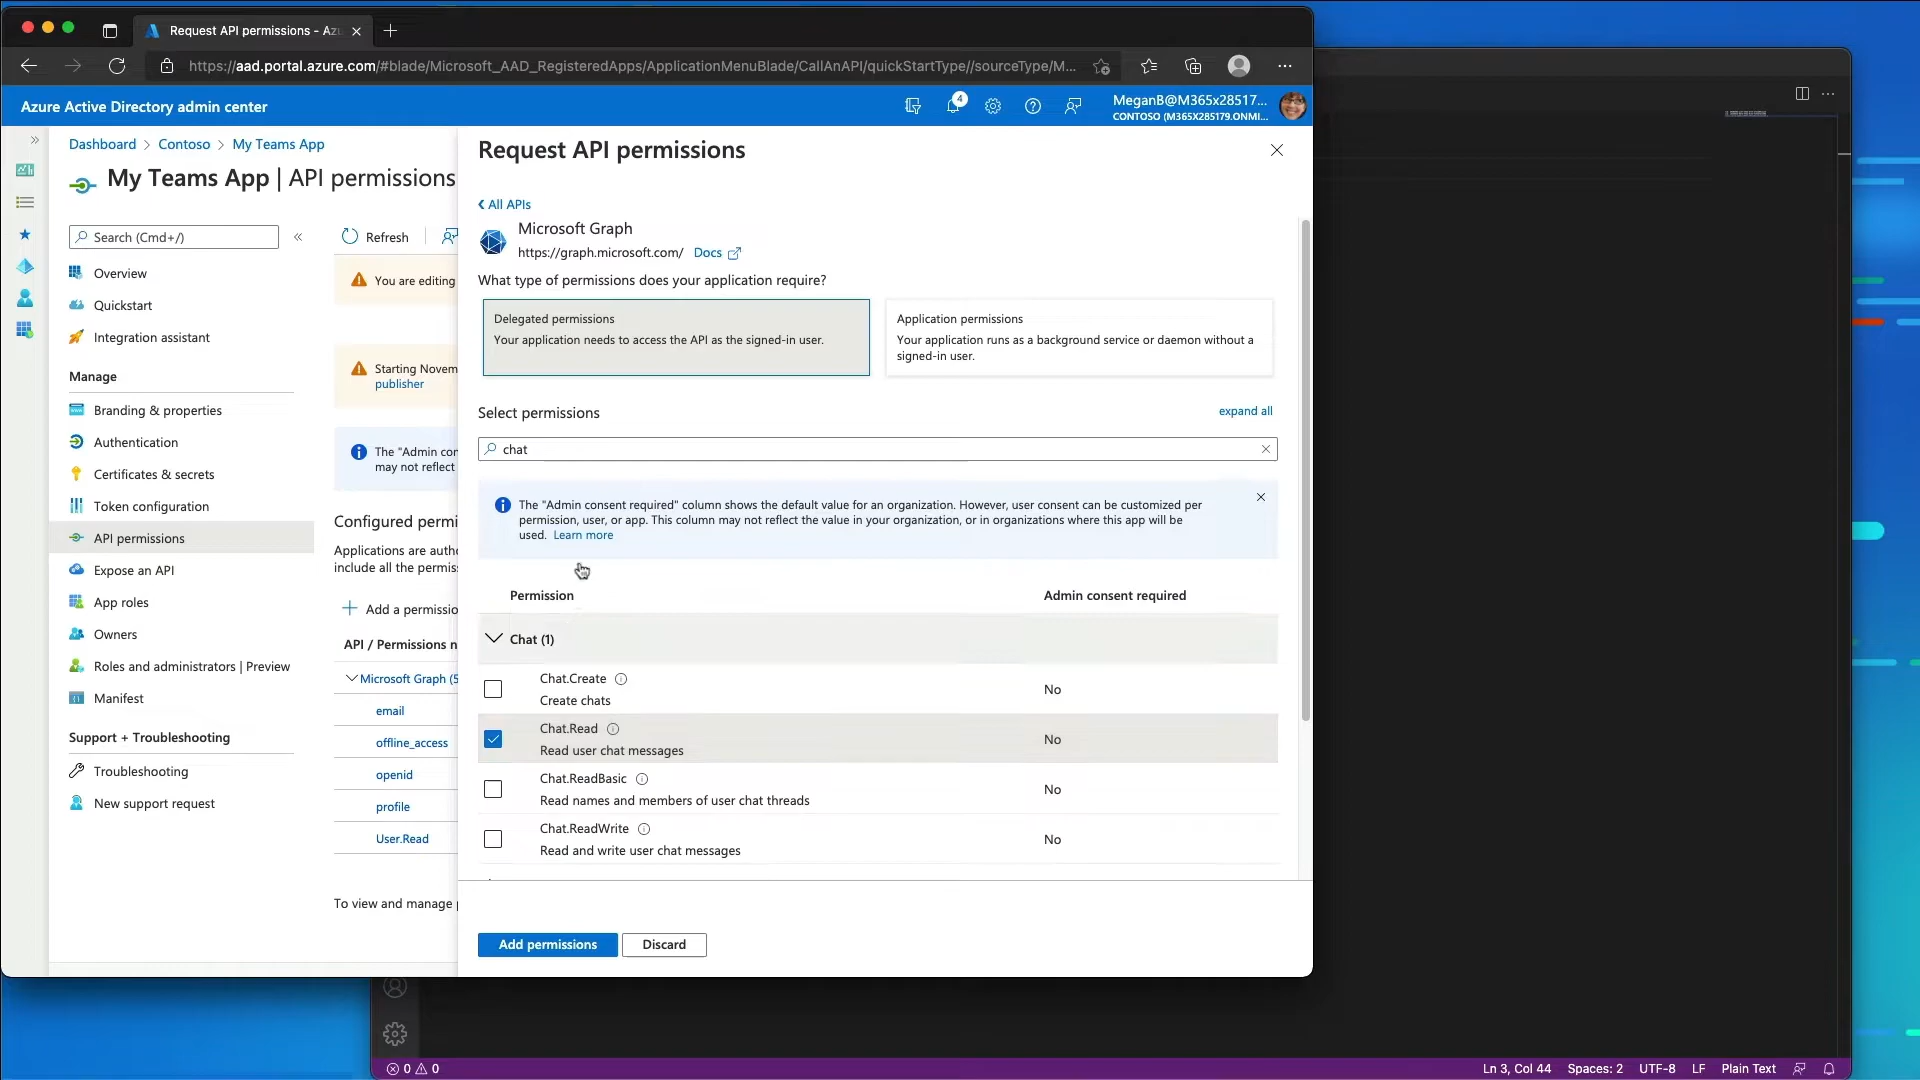 Request API permissions - Azu
https://aad.portal.azure.com/#blade/Microsoft_AAD_RegisteredApps/ApplicationMenuBlade/CallAnAPI/quickStartType//sourceType/M...
Azure Active Directory admin center
4
MeganB@M365x28517...
CONTOSO (M365X285179.ONMI...
Dashboard > Contoso > My Teams App
My Teams App | API permissions
Search (Cmd+/)
Overview
Quickstart
Integration assistant
Manage
Branding & properties
Authentication
Certificates & secrets
Token configuration
API permissions
Expose an API
App roles
Owners
Roles and administrators | Preview
Manifest
Support + Troubleshooting
Troubleshooting
New support request
Refresh
You are editing
Starting Novem
publisher
The "Admin con
may not reflect
Configured permi
Applications are autho
include all the permiss
Add a permissio
API / Permissions n
Microsoft Graph (5
email
offline_access
openid
profile
User.Read
To view and manage p
Request API permissions
All APIs
Microsoft Graph
https://graph.microsoft.com/ Docs
What type of permissions does your application require?
Delegated permissions
Your application needs to access the API as the signed-in user.
Application permissions
Your application runs as a background service or daemon without a
signed-in user.
Select permissions
expand all
chat
The "Admin consent required" column shows the default value for an organization. However, user consent can be customized per
permission, user, or app. This column may not reflect the value in your organization, or in organizations where this app will be
used. Learn more
Permission Admin consent required
Chat (1)
Chat.Create
Create chats
No
Chat.Read
Read user chat messages
No
Chat.ReadBasic
Read names and members of user chat threads
No
Chat.ReadWrite
Read and write user chat messages
No
Add permissions Discard
0 0 Ln 3, Col 44 Spaces: 2 UTF-8 LF Plain Text